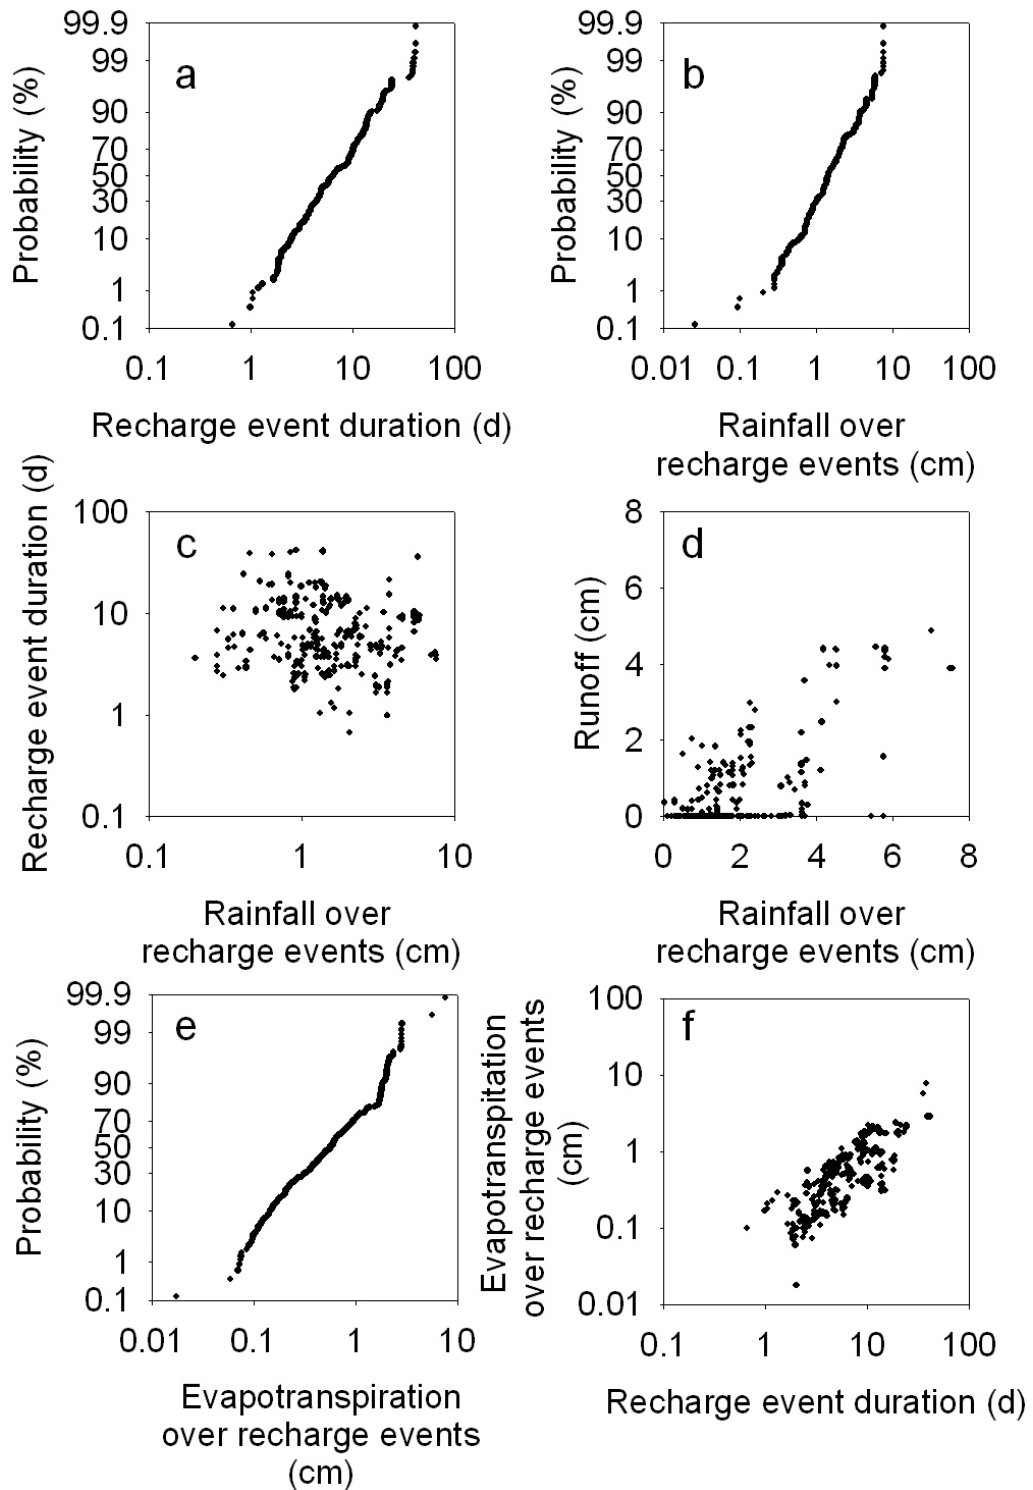 99.9
99
90
70
50
30
10
1
0.1
Probability (%)
a
0.1 1 10 100
Recharge event duration (d)
99.9
99
90
70
50
30
10
1
0.1
Probability (%)
b
0.01 0.1 1 10 100
Rainfall over
recharge events (cm)
100
10
1
0.1
Recharge event duration (d)
c
0.1 1 10
Rainfall over
recharge events (cm)
8
6
4
2
0
Runoff (cm)
d
0 2 4 6 8
Rainfall over
recharge events (cm)
99.9
99
90
70
50
30
10
1
0.1
Probability (%)
e
0.01 0.1 1 10
Evapotranspiration
over recharge events
(cm)
100
10
1
0.1
0.01
Evapotranspitation
over recharge events
(cm)
f
0.1 1 10 100
Recharge event duration (d)